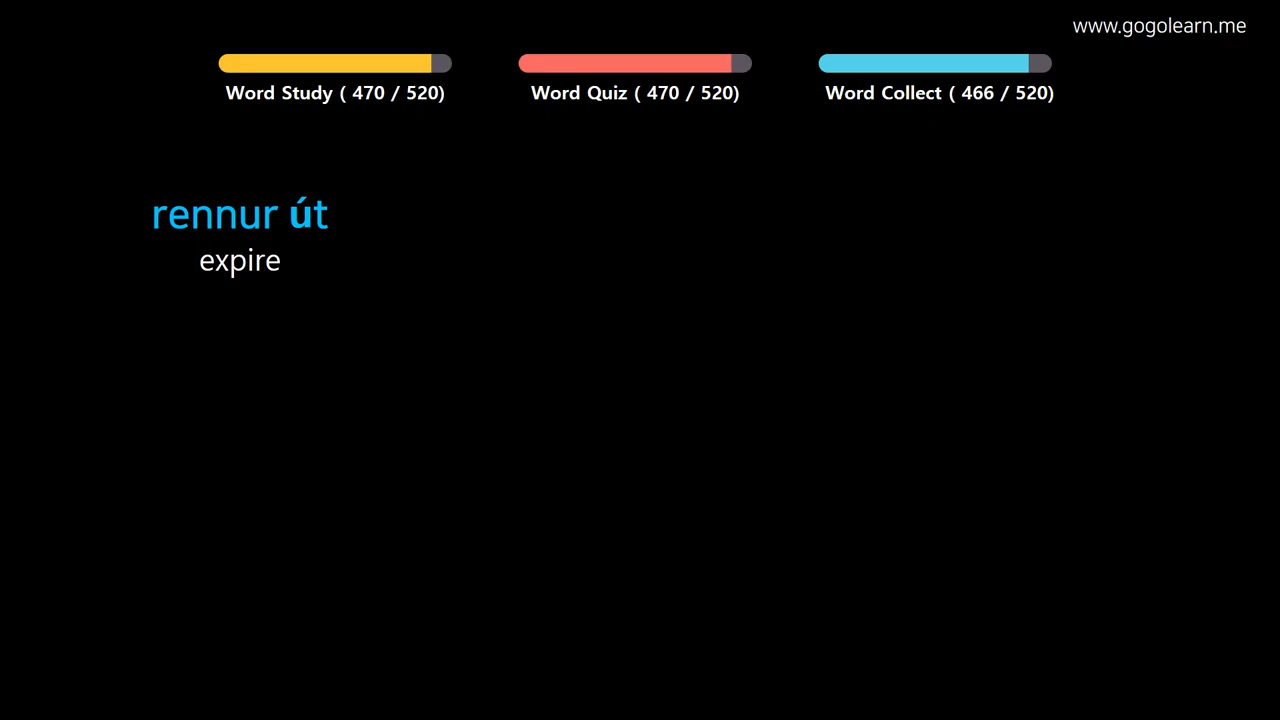 www.gogolearn.me
Word Study ( 470 / 520)
Word Quiz ( 470 / 520)
Word Collect ( 466 / 520)
rennur út
expire